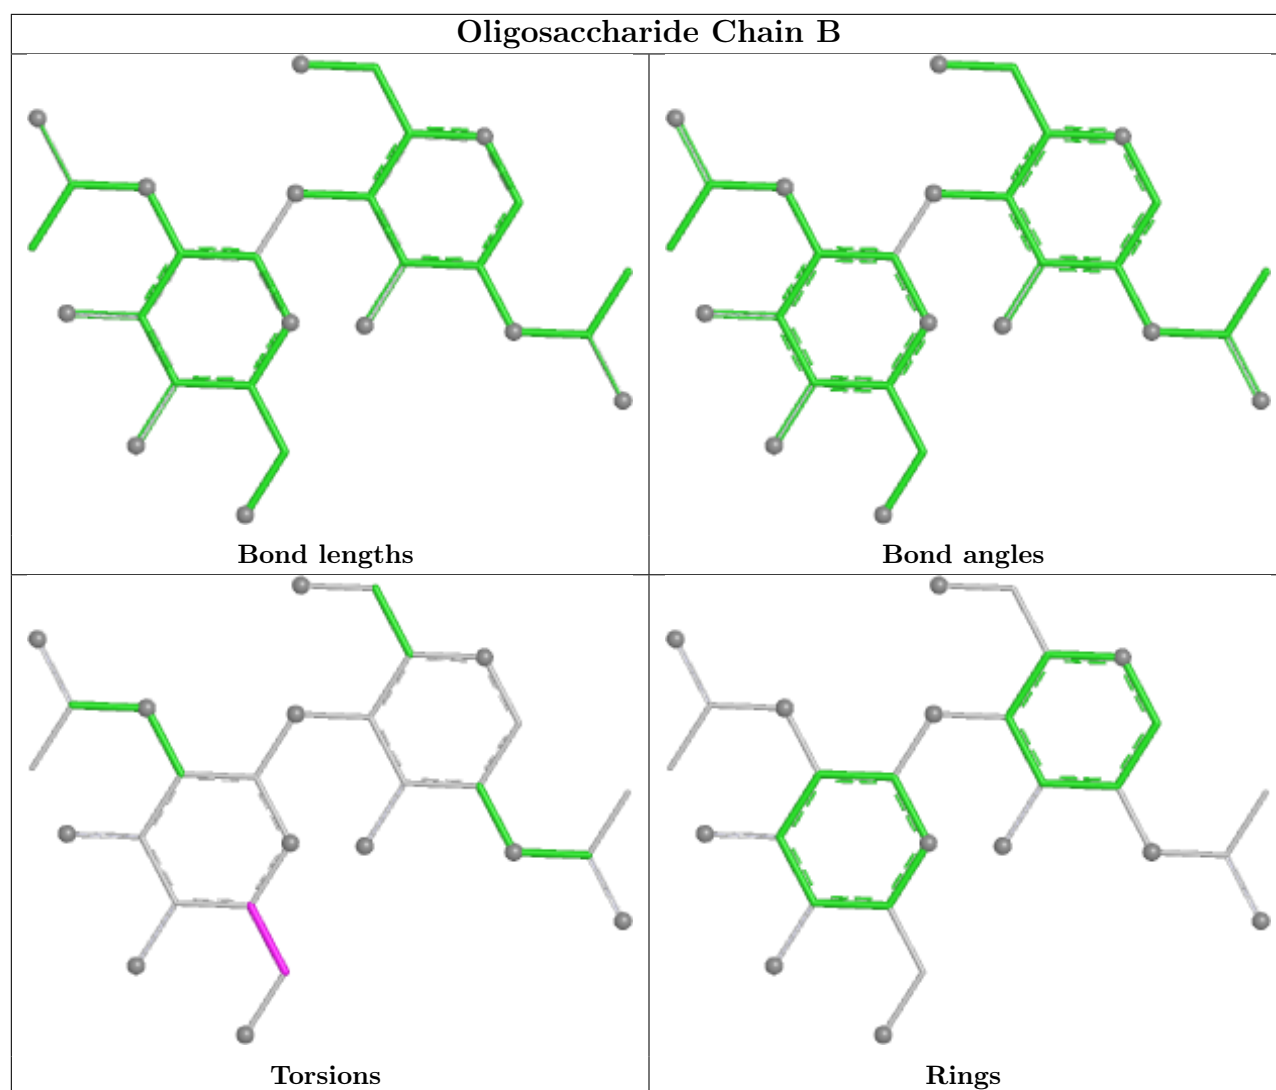 Oligosaccharide Chain B
Bond lengths
Bond angles
Torsions
Rings